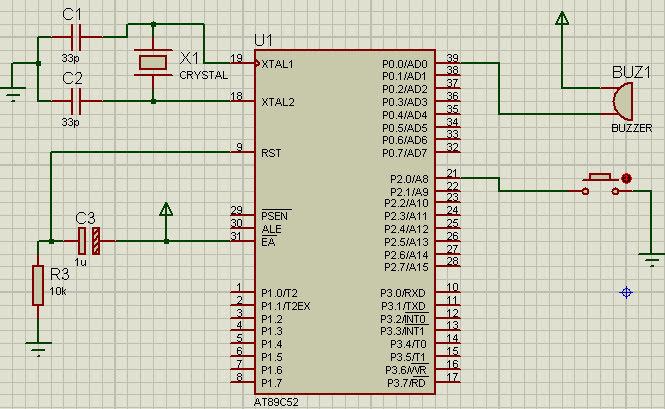 C1
33p
X1
CRYSTAL
C2
33p
U1
19 XTAL1 P0.0/AD0 39
P0.1/AD1 38
P0.2/AD2 37
P0.3/AD3 36
18 XTAL2 P0.4/AD4 35
P0.5/AD5 34
P0.6/AD6 33
9 RST P0.7/AD7 32
BUZ1
BUZZER
P2.0/A8 21
P2.1/A9 22
P2.2/A10 23
29 PSEN P2.3/A11 24
30 ALE P2.4/A12 25
31 EA P2.5/A13 26
P2.6/A14 27
P2.7/A15 28
C3
1u
R3
10k
1 P1.0/T2 P3.0/RXD 10
2 P1.1/T2EX P3.1/TXD 11
3 P1.2 P3.2/INT0 12
4 P1.3 P3.3/INT1 13
5 P1.4 P3.4/T0 14
6 P1.5 P3.5/T1 15
7 P1.6 P3.6/WR 16
8 P1.7 P3.7/RD 17
AT89C52